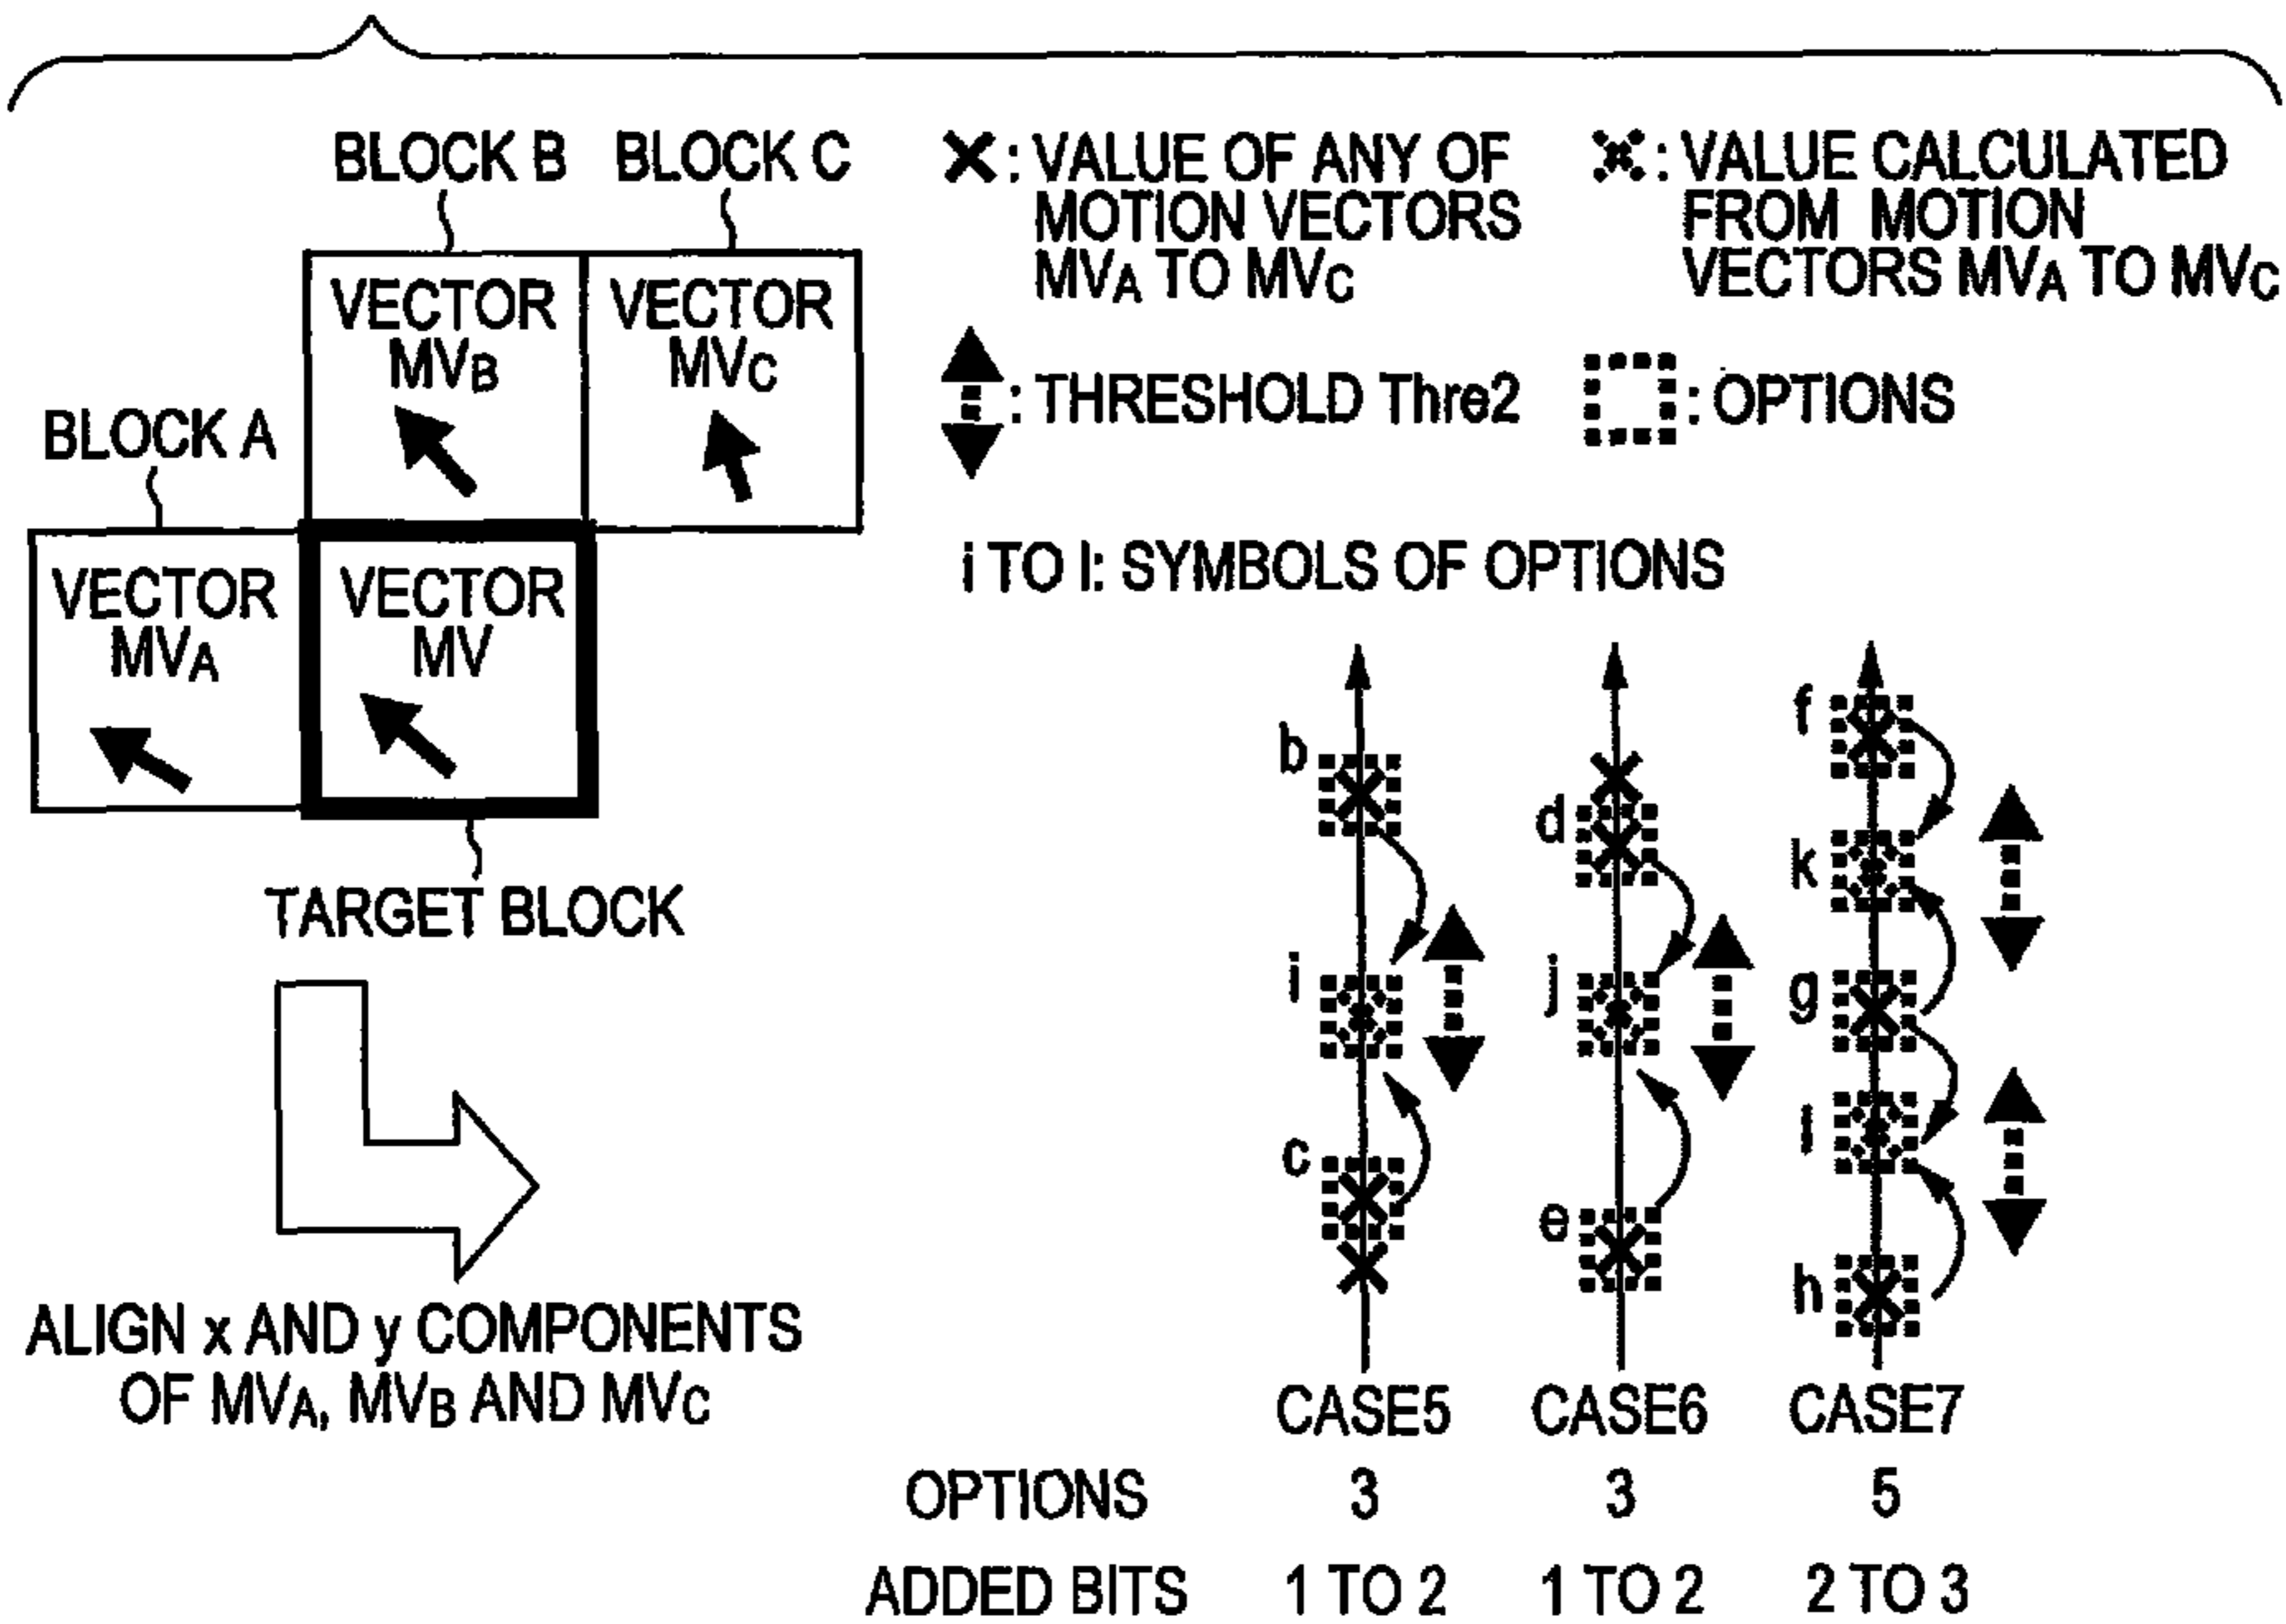 BLOCK B
BLOCK C
✕: VALUE OF ANY OF
MOTION VECTORS
MVA TO MVC
: VALUE CALCULATED
FROM MOTION
VECTORS MVA TO MVC
VECTOR
MVB
VECTOR
MVC
: THRESHOLD Thre2
: OPTIONS
BLOCK A
i TO l: SYMBOLS OF OPTIONS
VECTOR
MVA
VECTOR
MV
TARGET BLOCK
b
i
c
d
j
e
f
k
g
l
h
ALIGN x AND y COMPONENTS
OF MVA, MVB AND MVC
CASE5 CASE6 CASE7
OPTIONS 3 3 5
ADDED BITS 1 TO 2 1 TO 2 2 TO 3